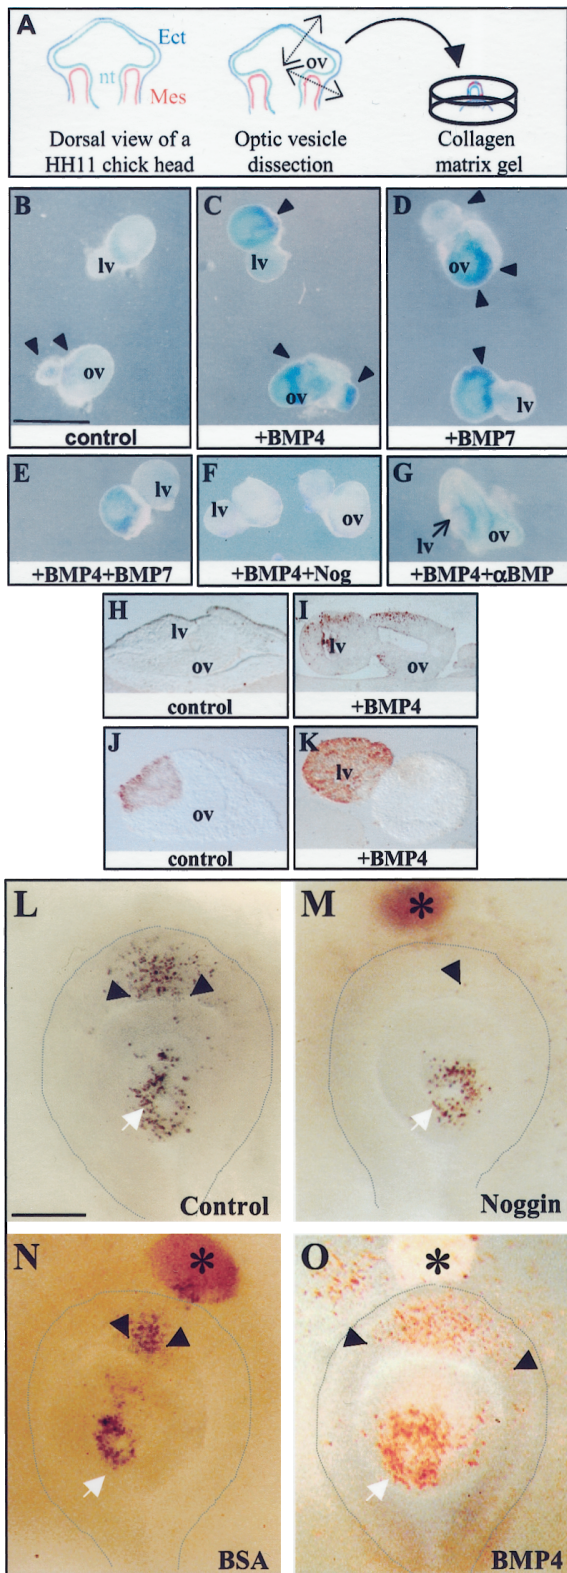 A
Ect
nt
Mes
ov
Dorsal view of a
HH11 chick head
Optic vesicle
dissection
Collagen
matrix gel
B
lv
ov
control
C
lv
ov
+BMP4
D
ov
lv
+BMP7
E
lv
+BMP4+BMP7
F
lv
ov
+BMP4+Nog
G
lv
ov
+BMP4+αBMP
H
lv
ov
control
I
lv
ov
+BMP4
J
ov
control
K
lv
+BMP4
L
Control
M
*
Noggin
N
*
BSA
O
*
BMP4